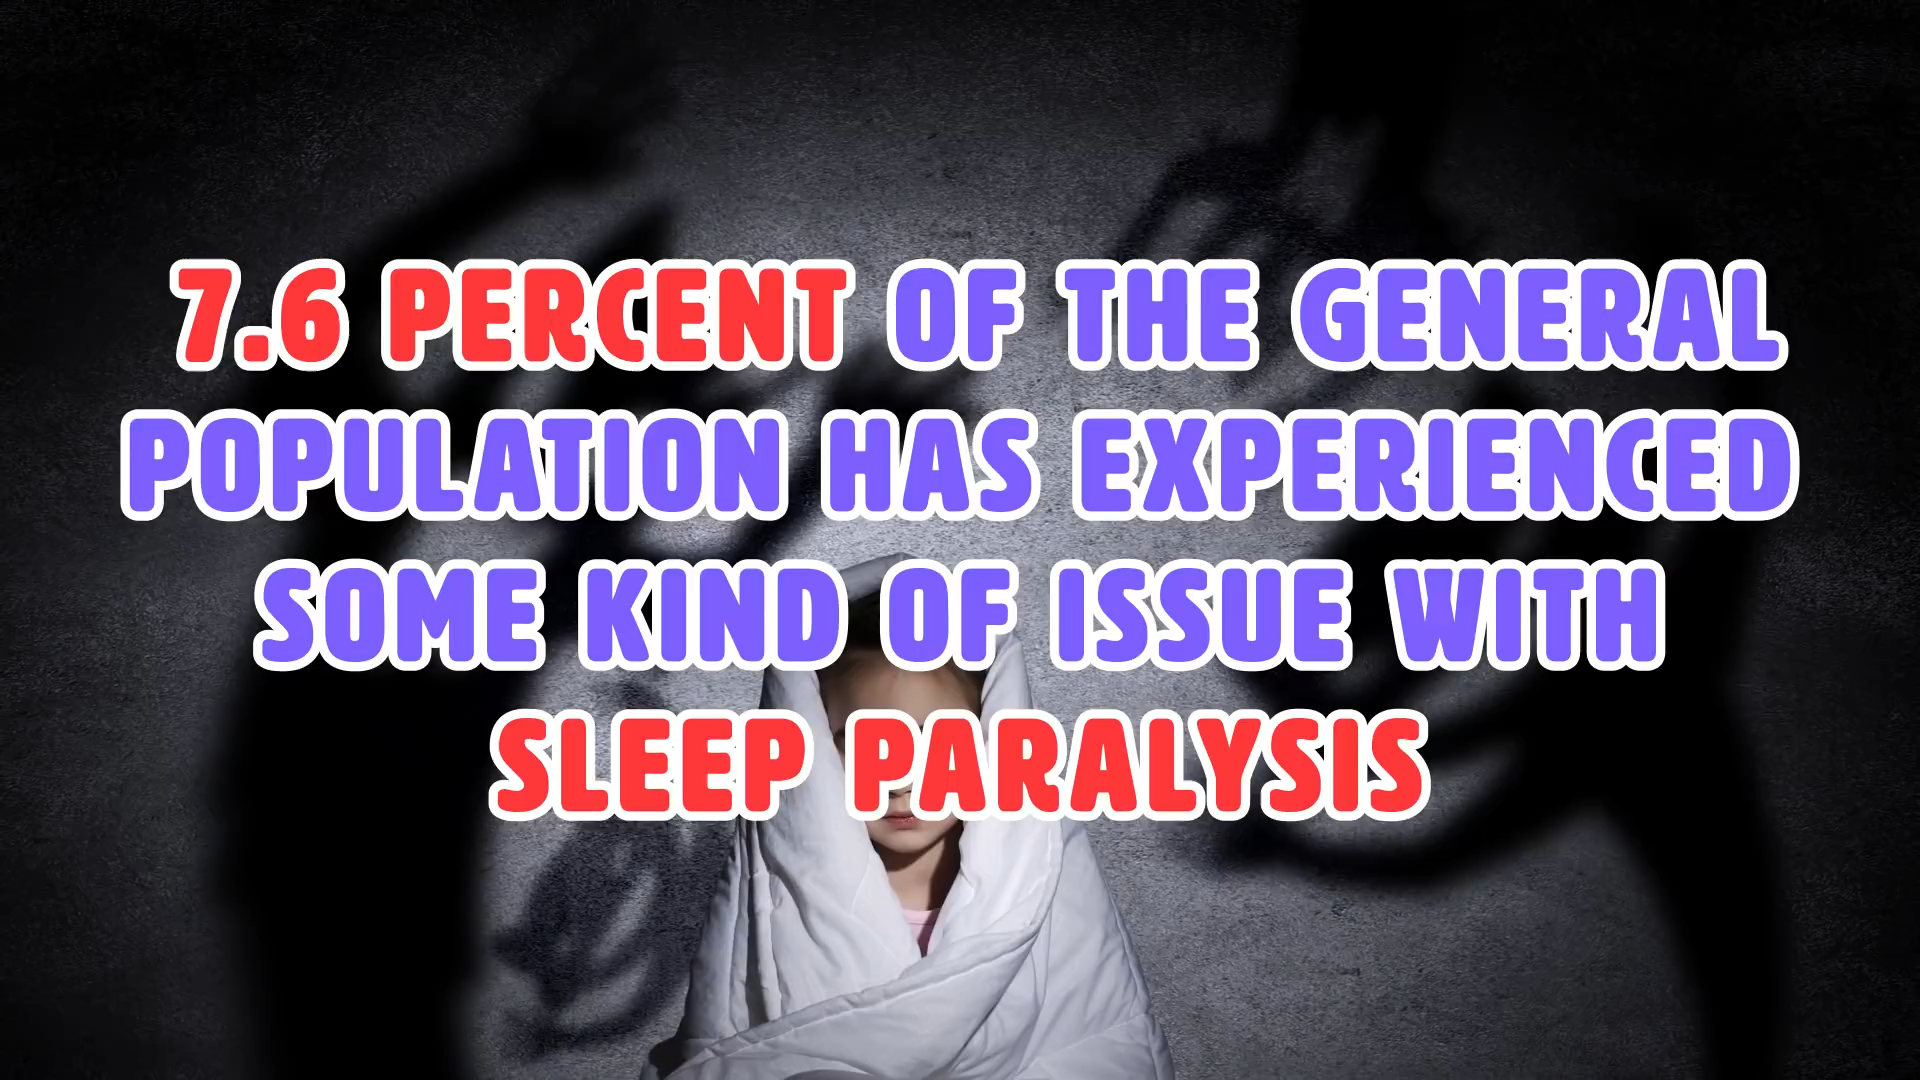 7.6 PERCENT OF THE GENERAL
POPULATION HAS EXPERIENCED
SOME KIND OF ISSUE WITH
SLEEP PARALYSIS